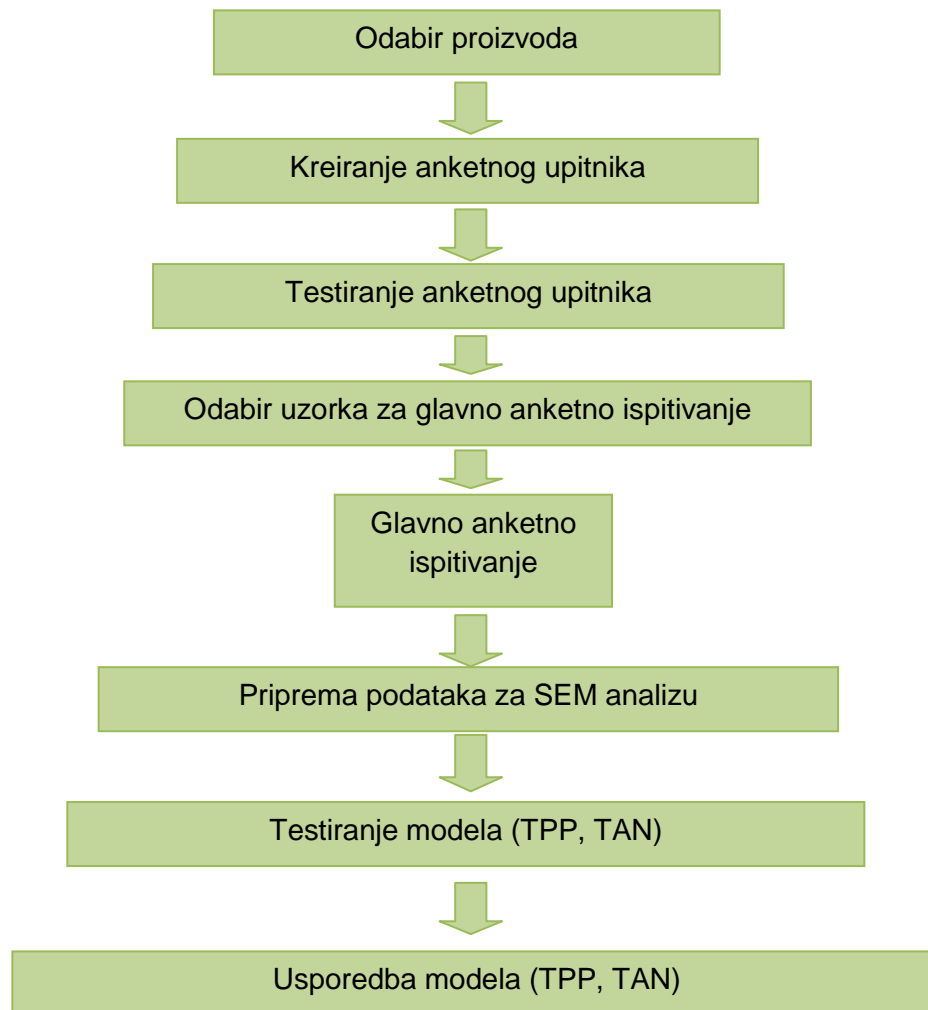 Odabir proizvoda
Kreiranje anketnog upitnika
Testiranje anketnog upitnika
Odabir uzorka za glavno anketno ispitivanje
Glavno anketno
ispitivanje
Priprema podataka za SEM analizu
Testiranje modela (TPP, TAN)
Usporedba modela (TPP, TAN)